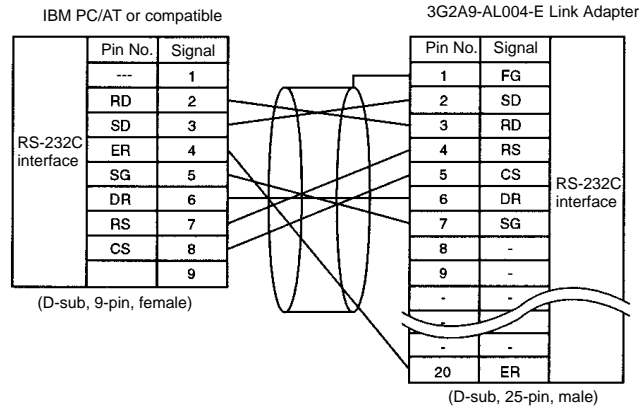 IBM PC/AT or compatible
3G2A9-AL004-E Link Adapter
RS-232C interface
Pin No. Signal
--- 1
RD 2
SD 3
ER 4
SG 5
DR 6
RS 7
CS 8
9
(D-sub, 9-pin, female)
Pin No. Signal
1 FG
2 SD
3 RD
4 RS
5 CS
6 DR
7 SG
8 -
9 -
- -
- -
- -
20 ER
RS-232C
interface
(D-sub, 25-pin, male)